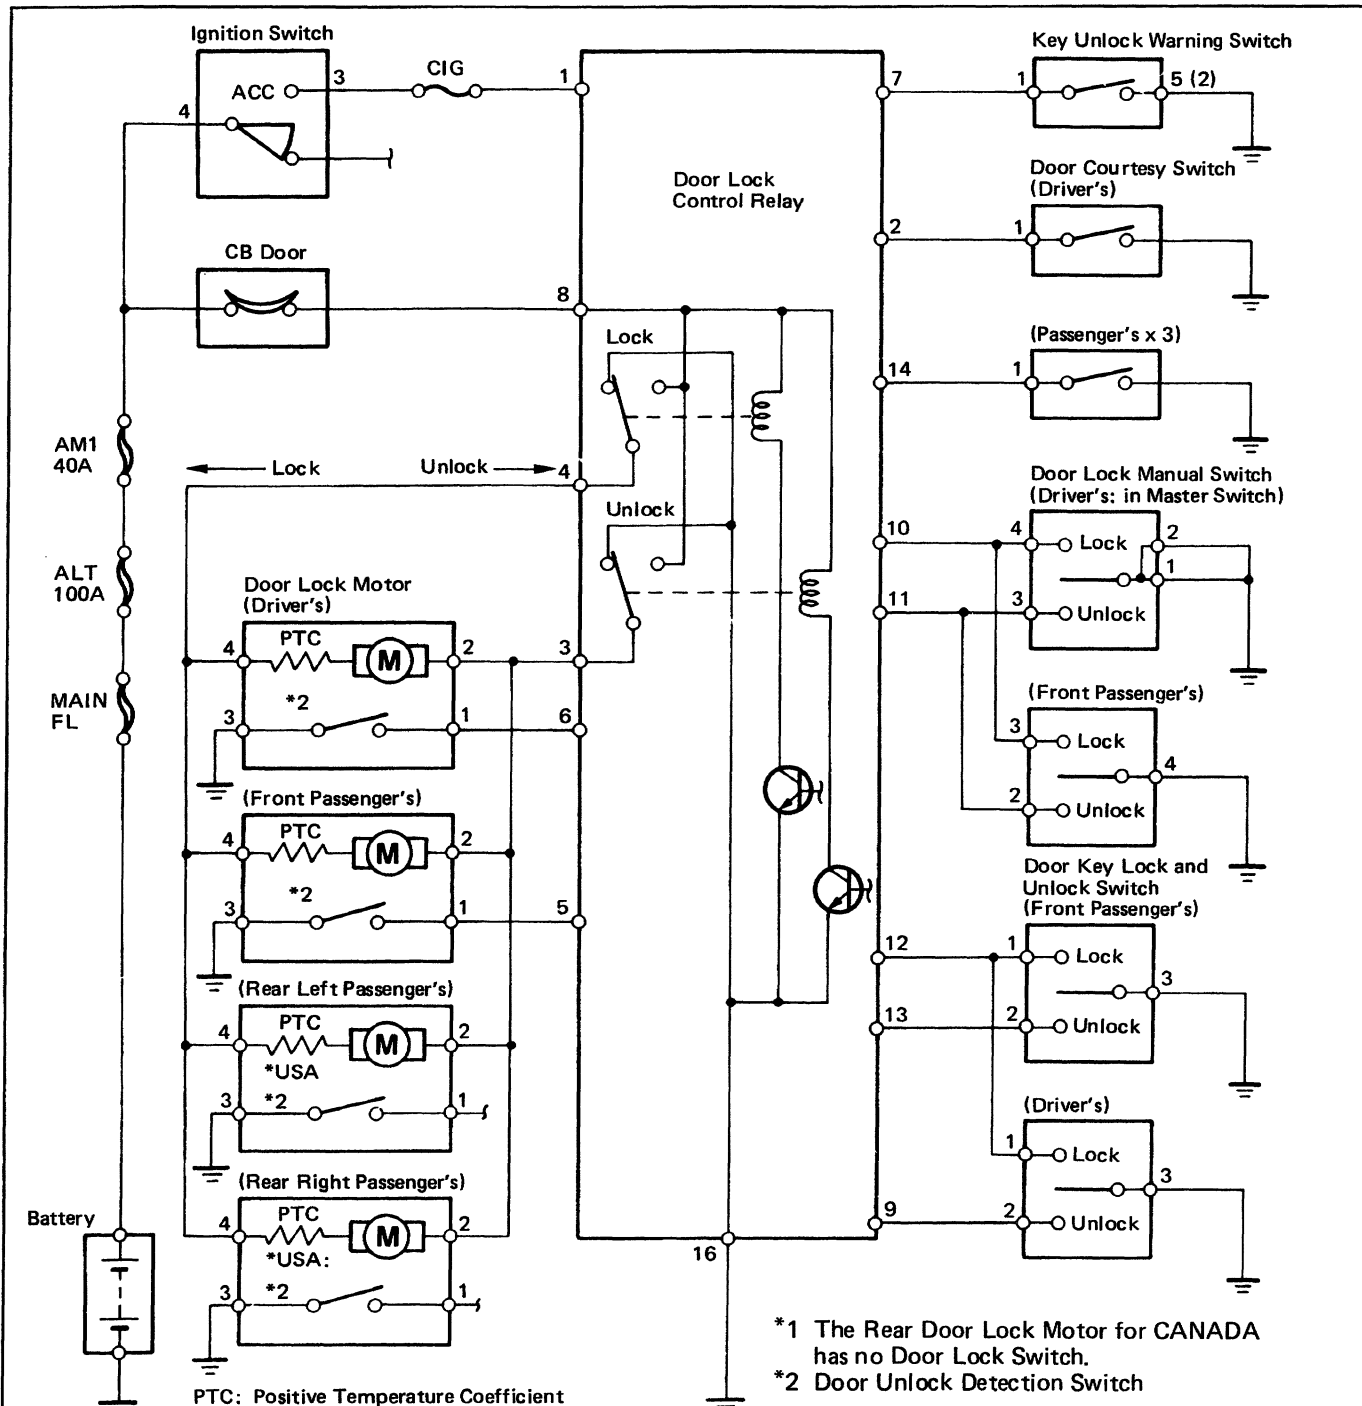 Ignition Switch
ACC
3
4
CIG
1
CB Door
8
AM1
40A
ALT
100A
MAIN
FL
Battery
Lock
Unlock
4
Door Lock
Control Relay
Lock
Unlock
Door Lock Motor
(Driver's)
4
PTC
M
2
3
*2
3
1
6
(Front Passenger's)
4
PTC
M
2
*2
3
1
5
(Rear Left Passenger's)
4
PTC
M
2
*USA
3
*2
1
(Rear Right Passenger's)
4
PTC
M
2
*USA:
3
*2
1
PTC: Positive Temperature Coefficient
16
Key Unlock Warning Switch
7
1
5 (2)
Door Courtesy Switch
(Driver's)
2
1
(Passenger's x 3)
14
1
Door Lock Manual Switch
(Driver's: in Master Switch)
10
4
Lock
2
1
11
3
Unlock
(Front Passenger's)
3
Lock
4
2
Unlock
Door Key Lock and
Unlock Switch
(Front Passenger's)
12
1
Lock
3
13
2
Unlock
(Driver's)
1
Lock
3
9
2
Unlock
*1 The Rear Door Lock Motor for CANADA
has no Door Lock Switch.
*2 Door Unlock Detection Switch